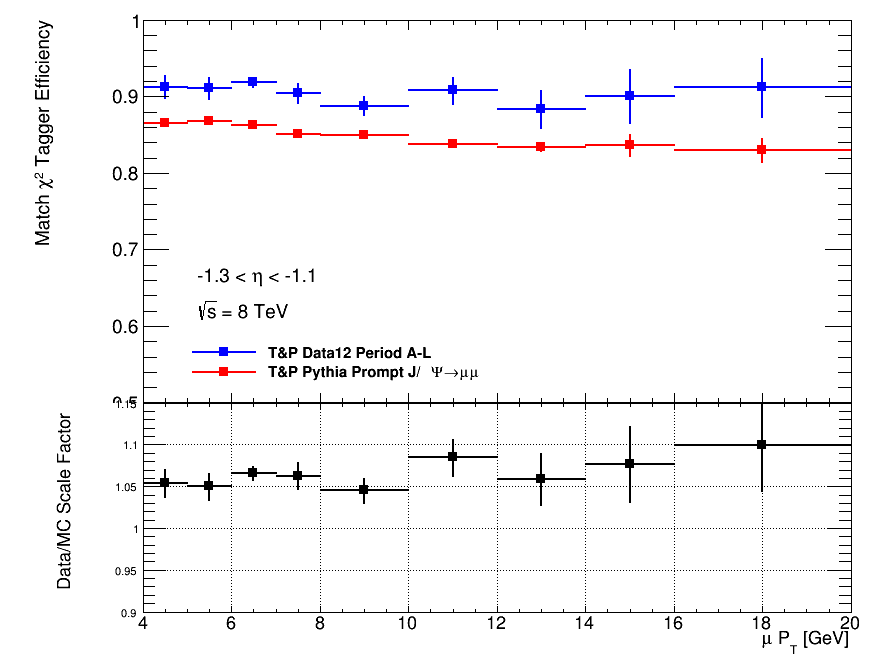 Match χ² Tagger Efficiency
1
0.9
0.8
0.7
0.6
0.5
-1.3 < η < -1.1
√s = 8 TeV
T&P Data12 Period A-L
T&P Pythia Prompt J/ Ψ→μμ
Data/MC Scale Factor
1.15
1.1
1.05
1
0.95
0.9
4 6 8 10 12 14 16 18 20
μ P_T [GeV]